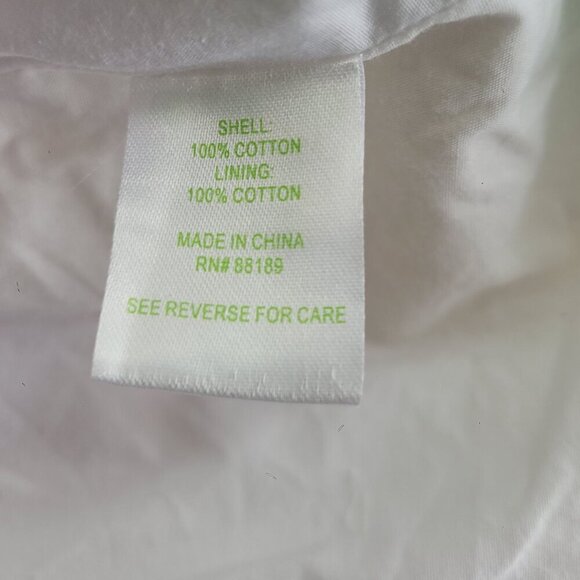 SHELL:
100% COTTON
LINING:
100% COTTON
MADE IN CHINA
RN# 88189
SEE REVERSE FOR CARE